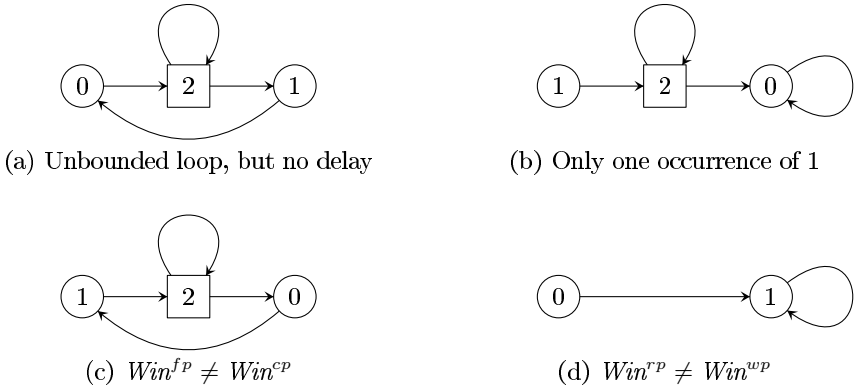 0 2 1
(a) Unbounded loop, but no delay
1 2 0
(b) Only one occurrence of 1
1 2 0
(c) Win^{fp} ≠ Win^{cp}
0 1
(d) Win^{rp} ≠ Win^{wp}